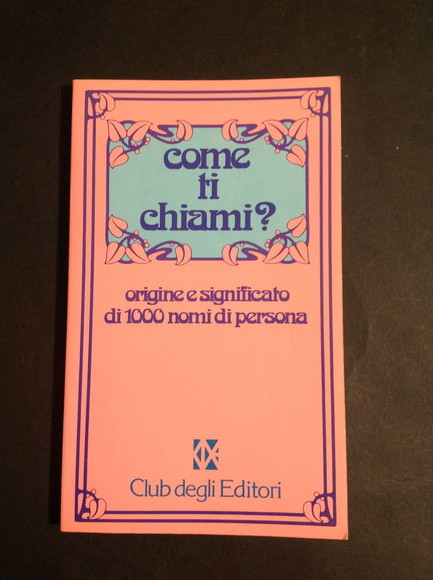 come
ti
chiami?
origine e significato
di 1000 nomi di persona
Club degli Editori